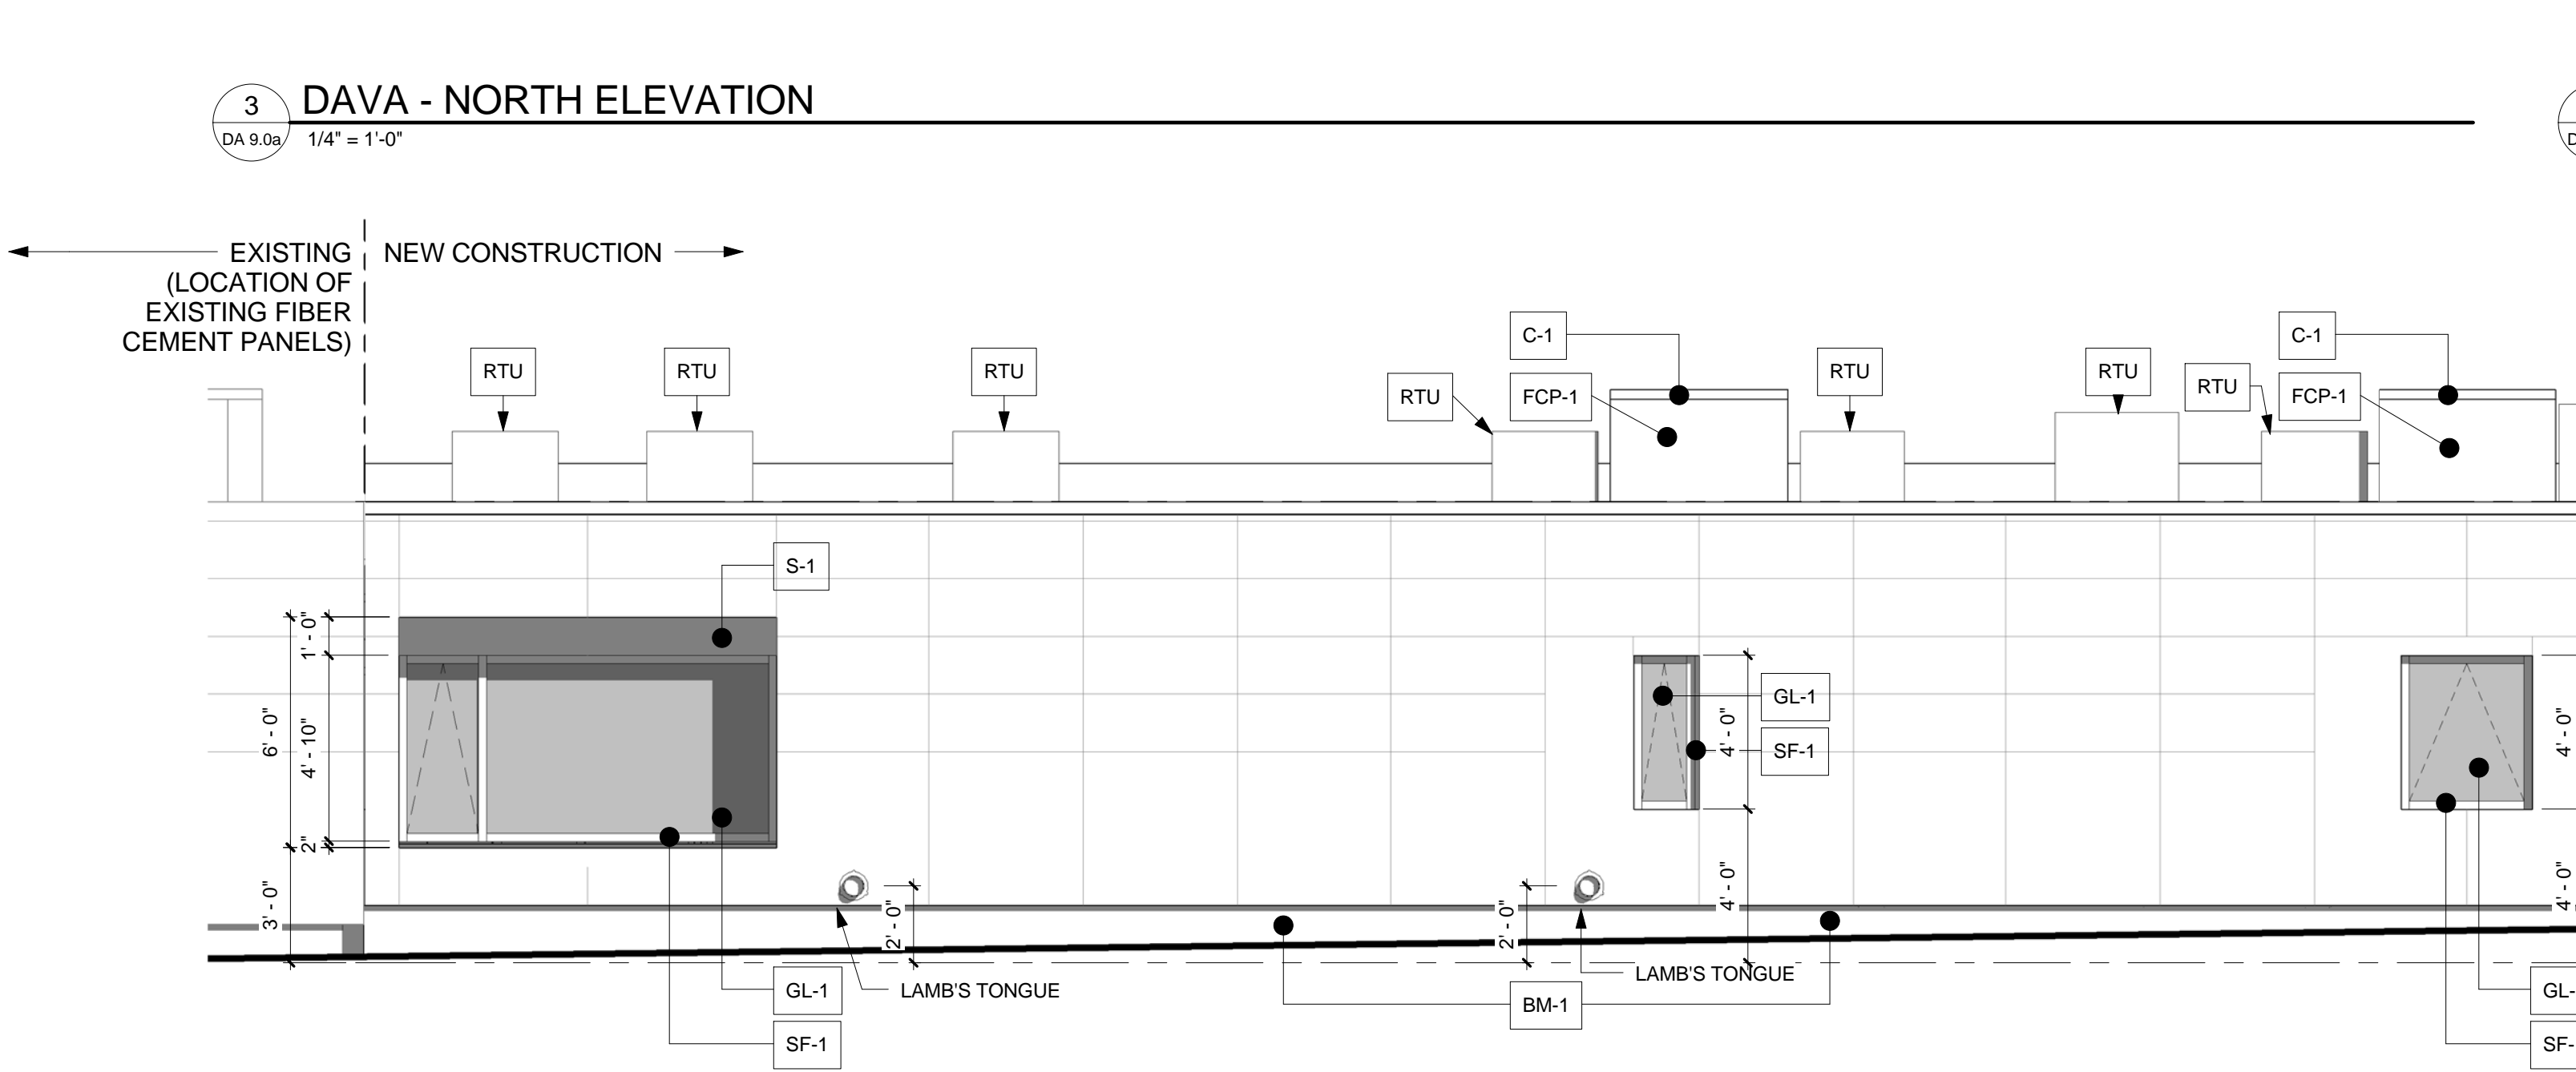 3
DAVA - NORTH ELEVATION
DA 9.0a
1/4" = 1'-0"
D
EXISTING
(LOCATION OF
EXISTING FIBER
CEMENT PANELS)
NEW CONSTRUCTION
RTU
RTU
RTU
RTU
C-1
FCP-1
RTU
RTU
RTU
C-1
FCP-1
S-1
1' - 0"
6' - 0"
4' - 10"
2"
3' - 0"
GL-1
SF-1
4' - 0"
4' - 0"
4' - 0"
4' - 0"
2' - 0"
2' - 0"
LAMB'S TONGUE
LAMB'S TONGUE
GL-1
SF-1
BM-1
GL-
SF-